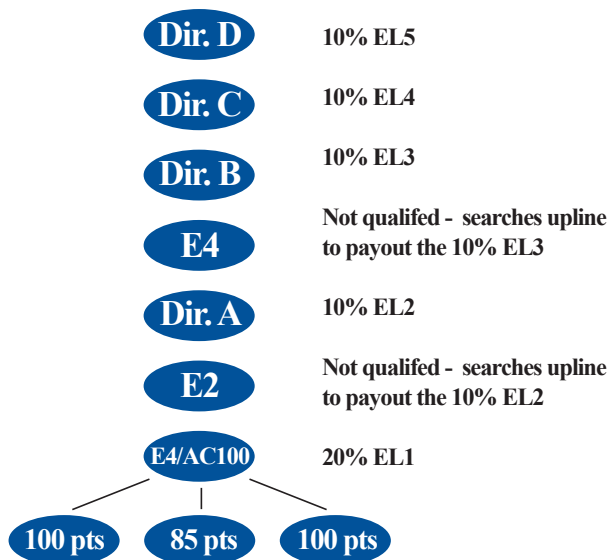 Dir. D 10% EL5
Dir. C 10% EL4
Dir. B 10% EL3
E4 Not qualifed - searches upline
to payout the 10% EL3
Dir. A 10% EL2
E2 Not qualifed - searches upline
to payout the 10% EL2
E4/AC100 20% EL1
100 pts 85 pts 100 pts